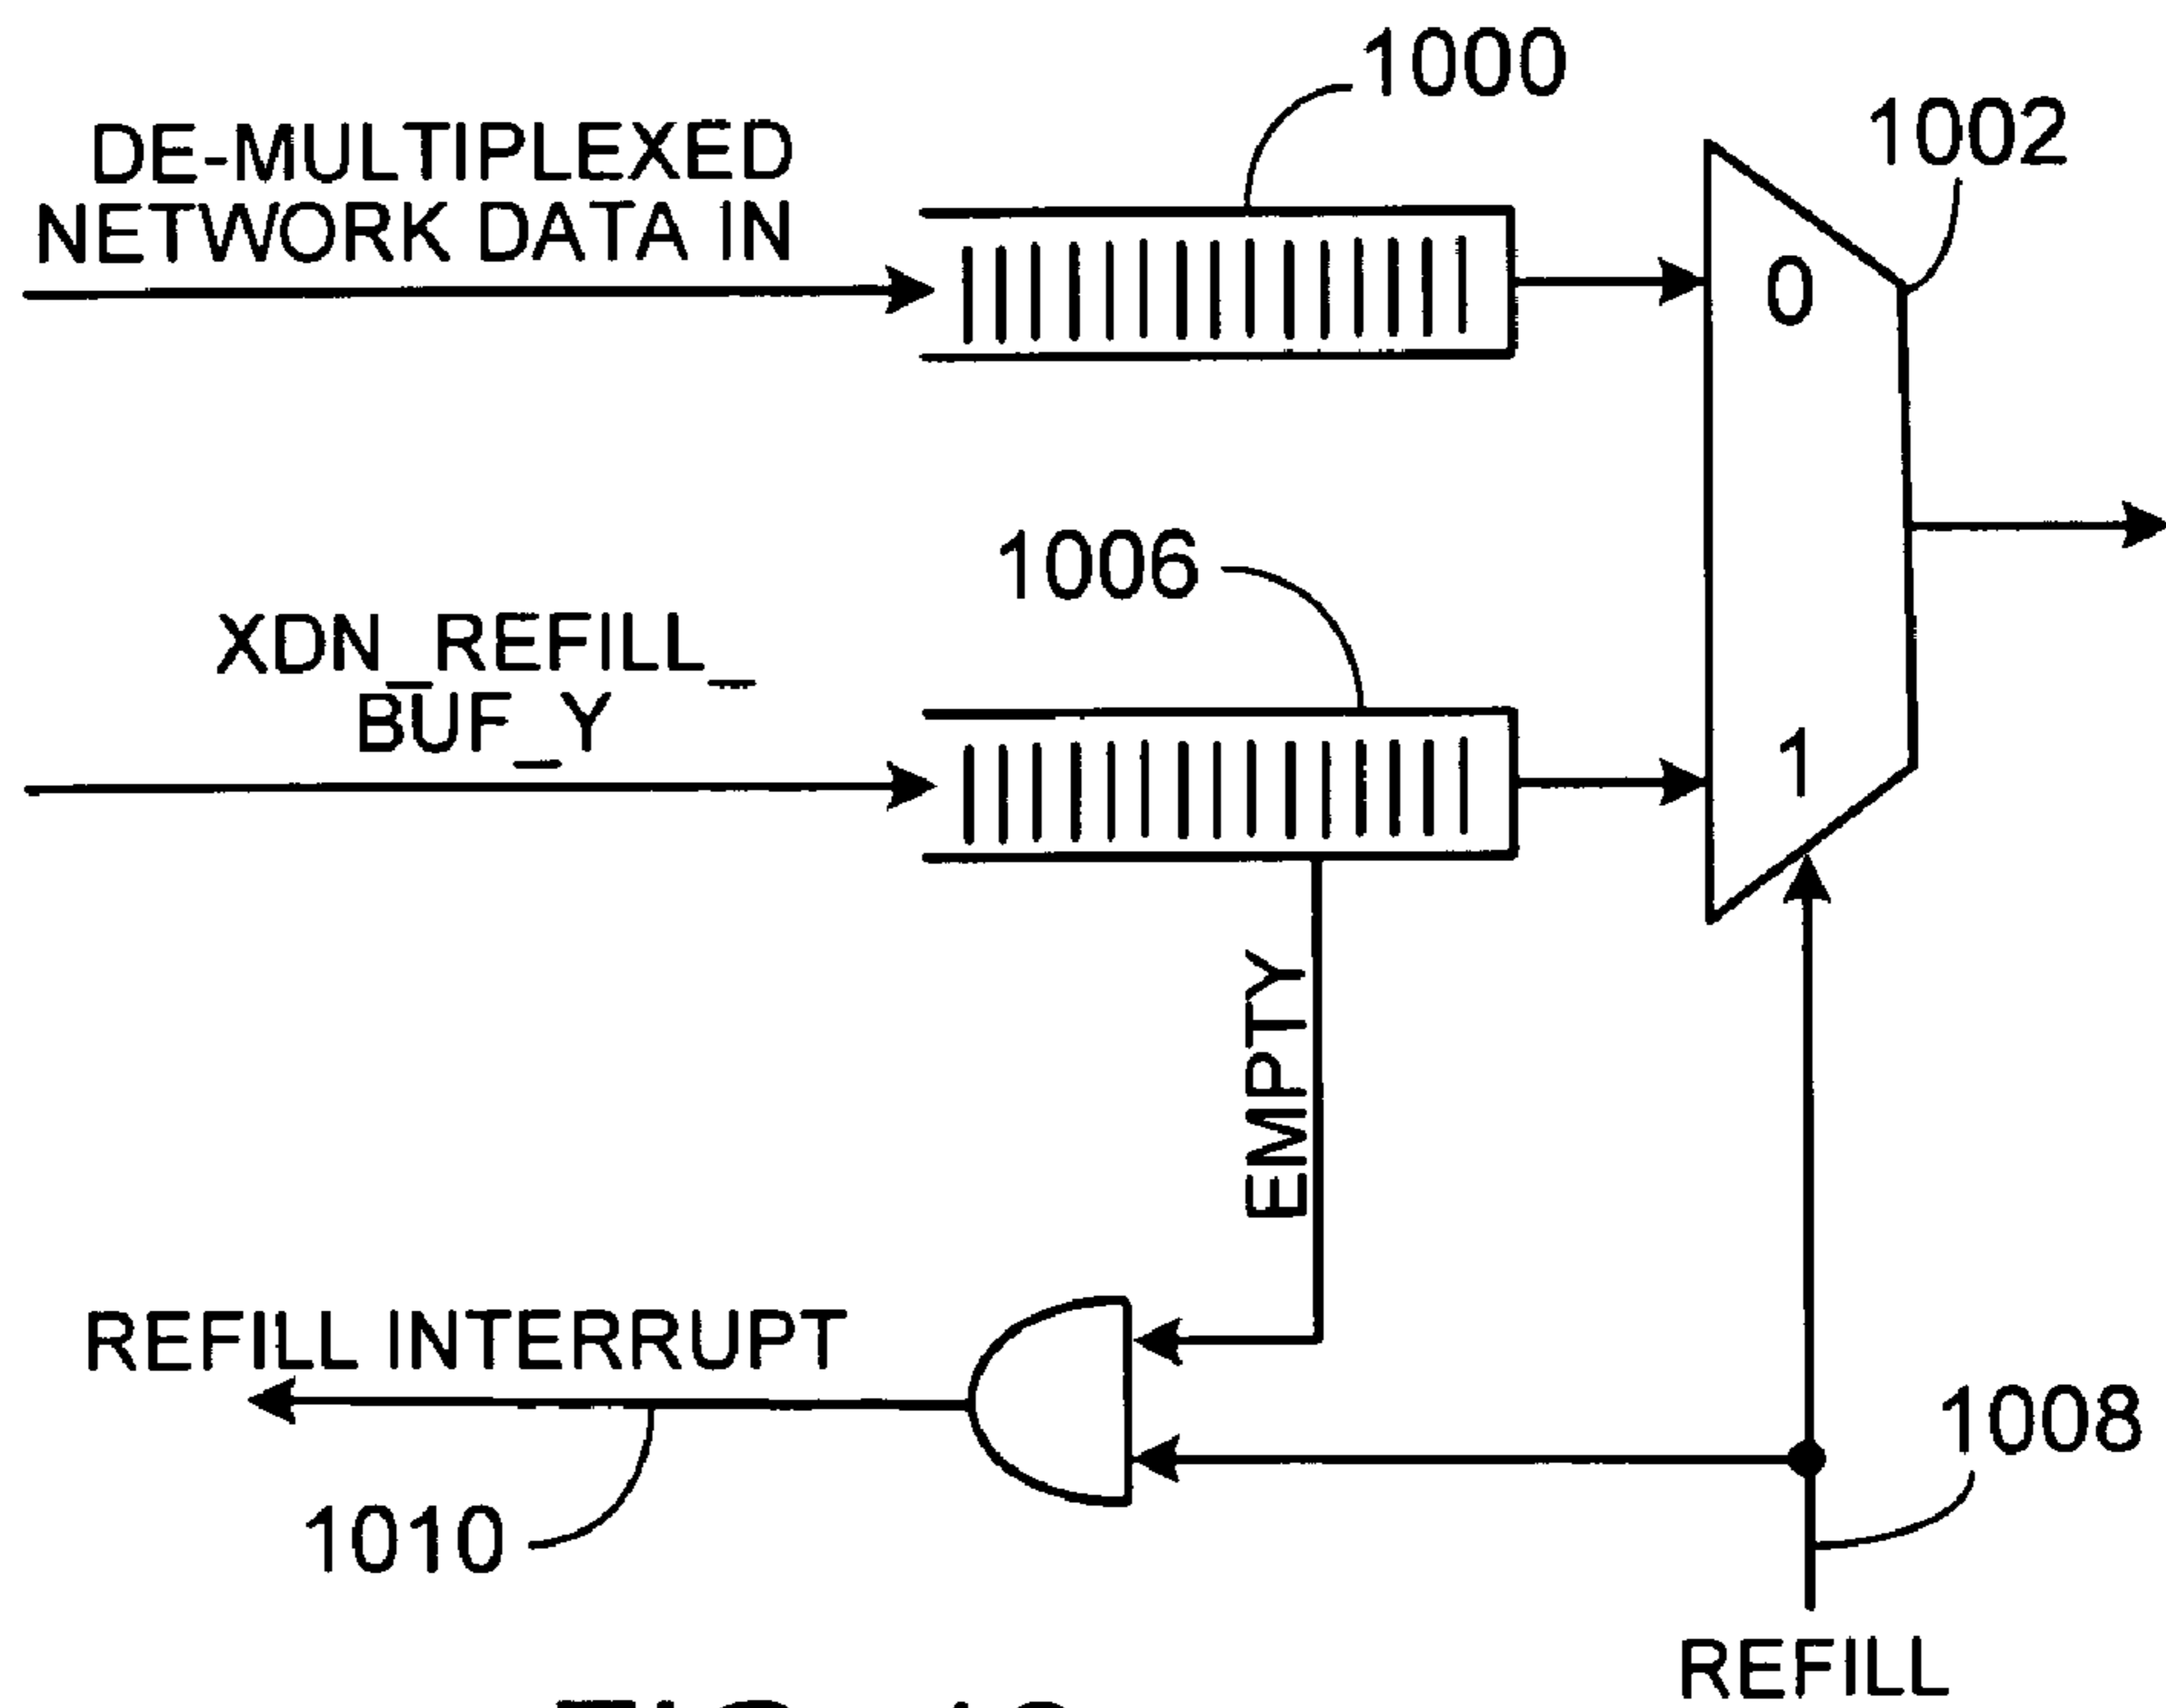 1000
1002
DE-MULTIPLEXED
NETWORK DATA IN
0
1006
XDN_REFILL_
BUF_Y
1
EMPTY
REFILL INTERRUPT
1008
1010
REFILL